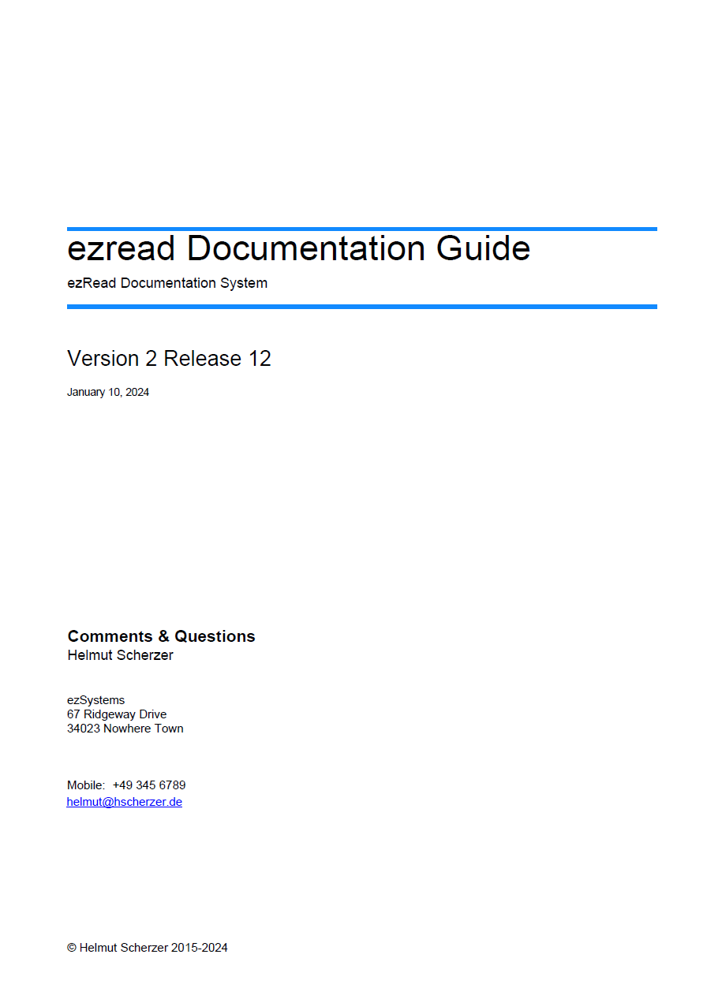 ezread Documentation Guide
ezRead Documentation System
Version 2 Release 12
January 10, 2024
Comments & Questions
Helmut Scherzer
ezSystems
67 Ridgeway Drive
34023 Nowhere Town
Mobile:  +49 345 6789
helmut@hscherzer.de
© Helmut Scherzer 2015-2024